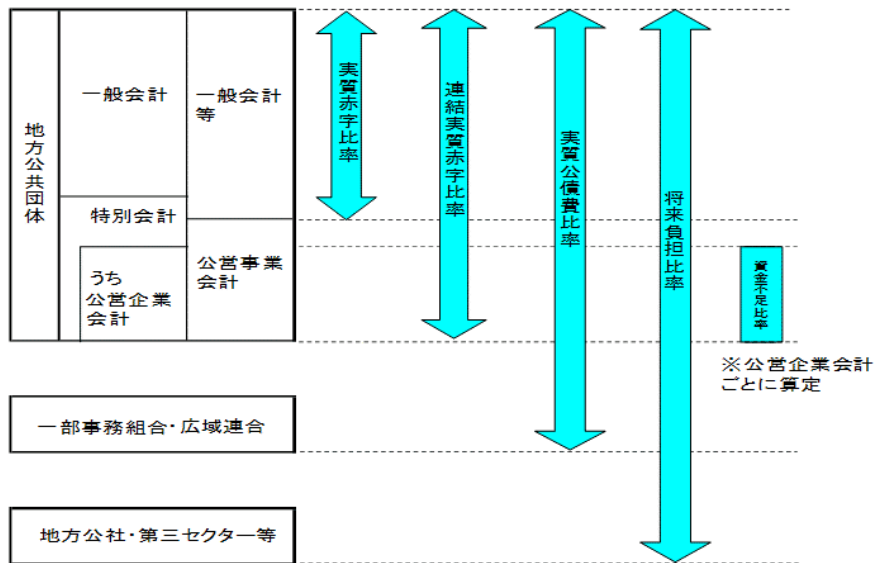 地方公共団体
一般会計
一般会計
等
特別会計
うち
公営企業
会計
公営事業
会計
実質赤字比率
連結実質赤字比率
実質公債費比率
将来負担比率
資金不足比率
※公営企業会計
ごとに算定
一部事務組合・広域連合
地方公社・第三セクター等